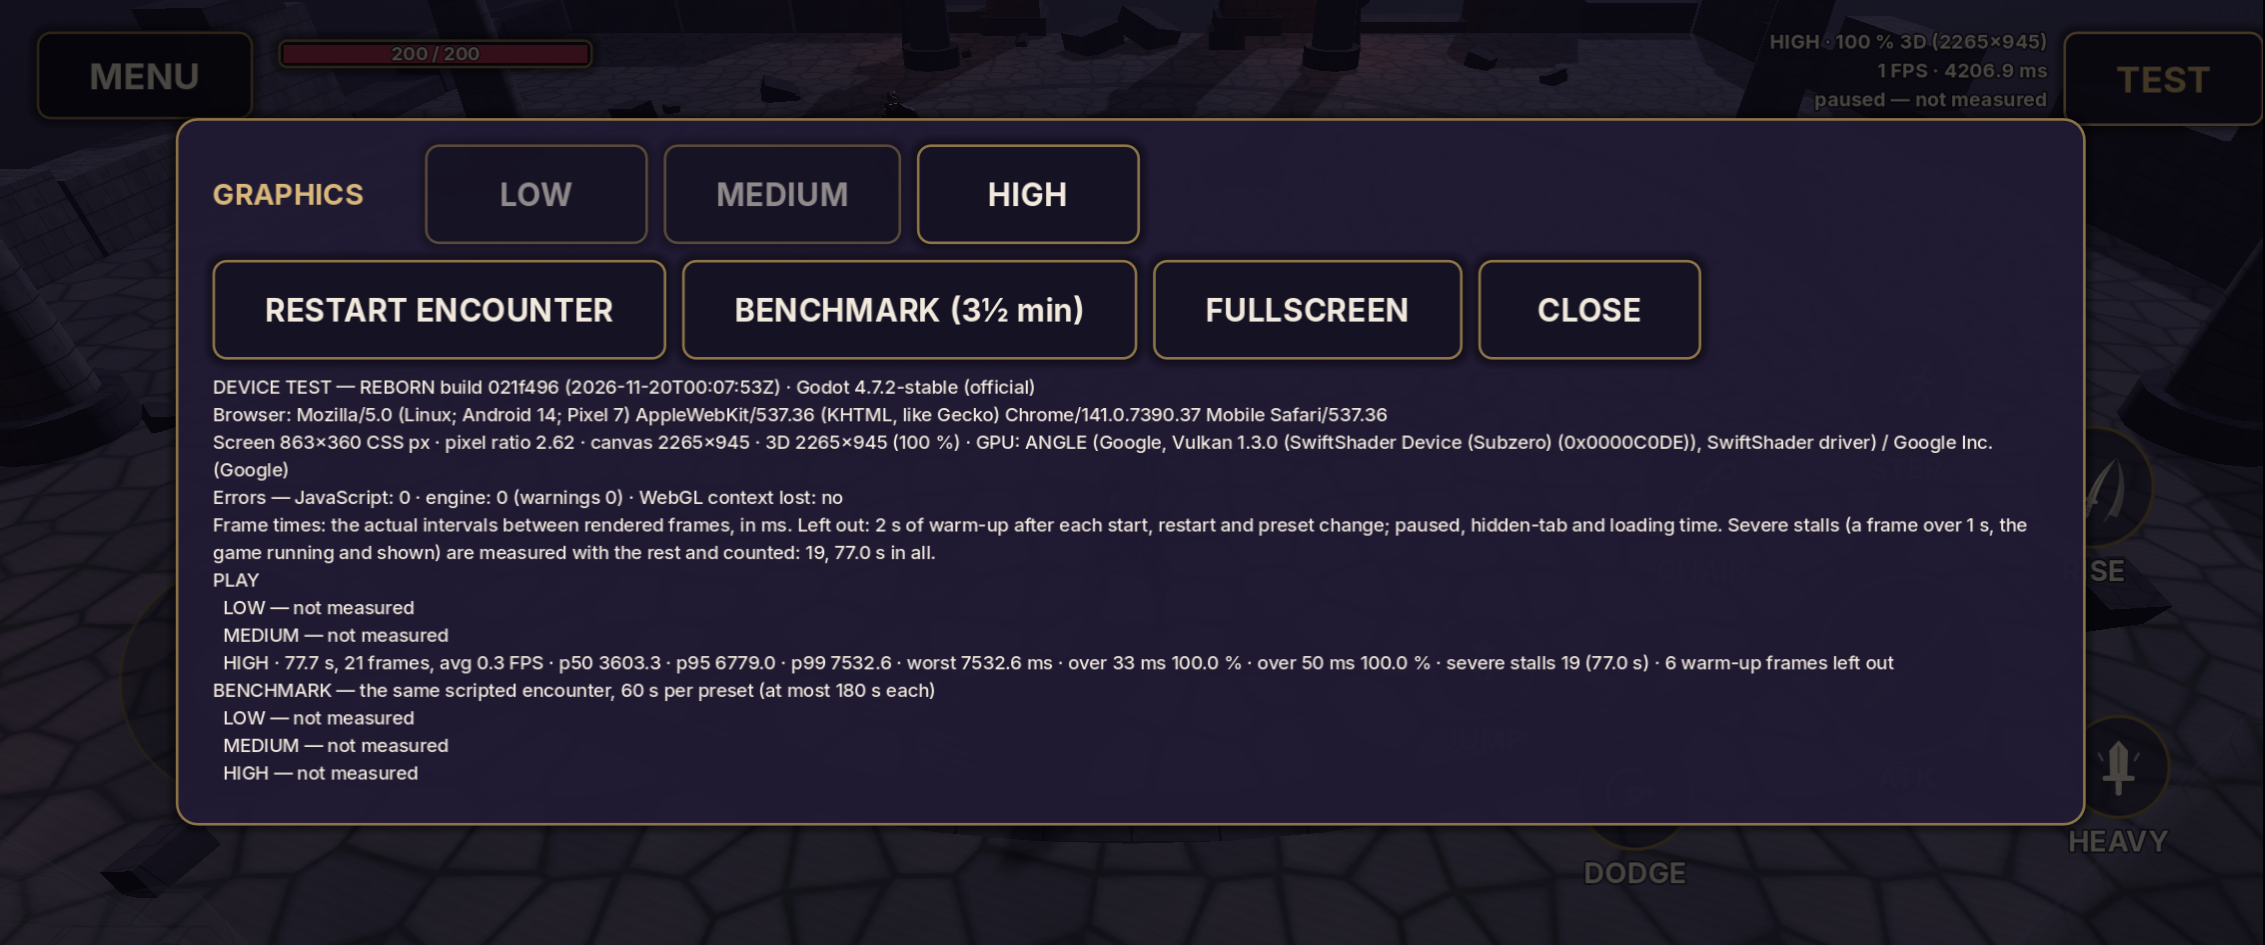 MENU
200 / 200
HIGH · 100 % 3D (2265×945)
1 FPS · 4206.9 ms
paused — not measured
TEST
GRAPHICS
LOW
MEDIUM
HIGH
RESTART ENCOUNTER
BENCHMARK (3½ min)
FULLSCREEN
CLOSE
DEVICE TEST — REBORN build 021f496 (2026-11-20T00:07:53Z) · Godot 4.7.2-stable (official)
Browser: Mozilla/5.0 (Linux; Android 14; Pixel 7) AppleWebKit/537.36 (KHTML, like Gecko) Chrome/141.0.7390.37 Mobile Safari/537.36
Screen 863×360 CSS px · pixel ratio 2.62 · canvas 2265×945 · 3D 2265×945 (100 %) · GPU: ANGLE (Google, Vulkan 1.3.0 (SwiftShader Device (Subzero) (0x0000C0DE)), SwiftShader driver) / Google Inc.
(Google)
Errors — JavaScript: 0 · engine: 0 (warnings 0) · WebGL context lost: no
Frame times: the actual intervals between rendered frames, in ms. Left out: 2 s of warm-up after each start, restart and preset change; paused, hidden-tab and loading time. Severe stalls (a frame over 1 s, the
game running and shown) are measured with the rest and counted: 19, 77.0 s in all.
PLAY
LOW — not measured
MEDIUM — not measured
HIGH · 77.7 s, 21 frames, avg 0.3 FPS · p50 3603.3 · p95 6779.0 · p99 7532.6 · worst 7532.6 ms · over 33 ms 100.0 % · over 50 ms 100.0 % · severe stalls 19 (77.0 s) · 6 warm-up frames left out
BENCHMARK — the same scripted encounter, 60 s per preset (at most 180 s each)
LOW — not measured
MEDIUM — not measured
HIGH — not measured
HEAVY
DODGE